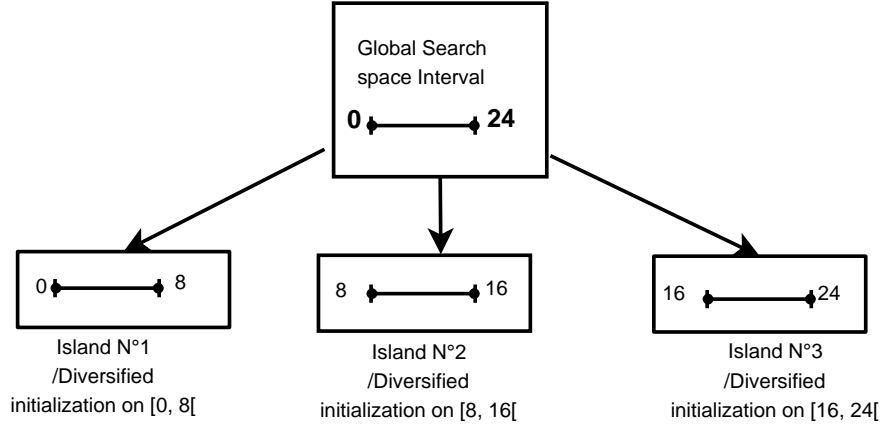 Global Search
space Interval
0 24
0 8
Island N°1
/Diversified
initialization on [0, 8[
8 16
Island N°2
/Diversified
initialization on [8, 16[
16 24
Island N°3
/Diversified
initialization on [16, 24[